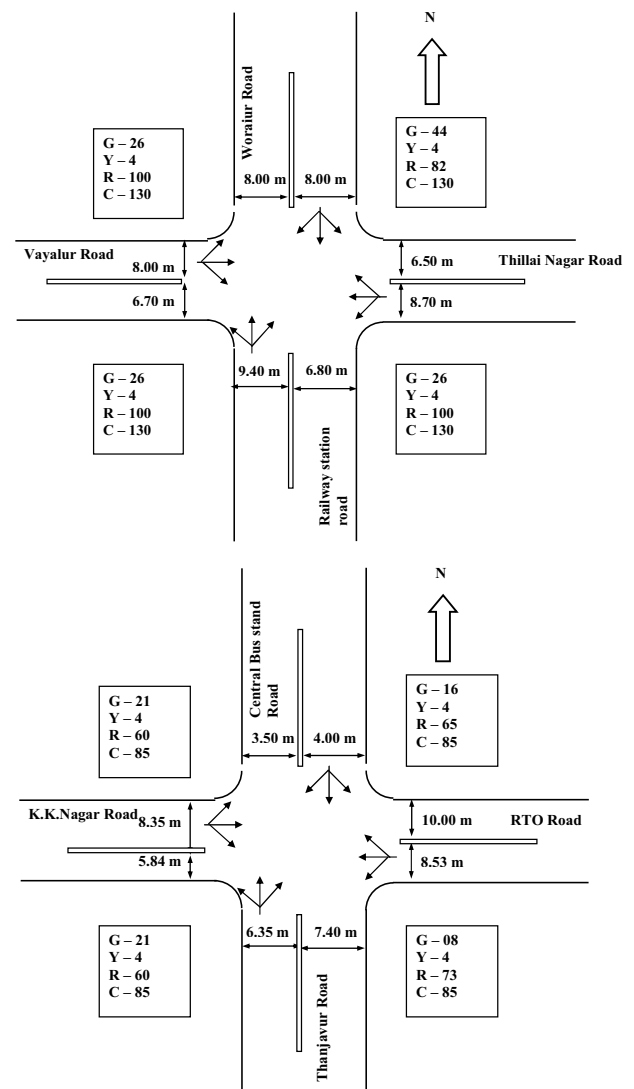 N
Woraiur Road
G – 26
Y – 4
R – 100
C – 130
G – 44
Y – 4
R – 82
C – 130
8.00 m
8.00 m
Vayalur Road
8.00 m
6.70 m
6.50 m
Thillai Nagar Road
8.70 m
G – 26
Y – 4
R – 100
C – 130
9.40 m
6.80 m
G – 26
Y – 4
R – 100
C – 130
Railway station
road
N
Central Bus stand
Road
G – 21
Y – 4
R – 60
C – 85
G – 16
Y – 4
R – 65
C – 85
3.50 m
4.00 m
K.K.Nagar Road
8.35 m
5.84 m
10.00 m
RTO Road
8.53 m
G – 21
Y – 4
R – 60
C – 85
6.35 m
7.40 m
G – 08
Y – 4
R – 73
C – 85
Thanjavur Road